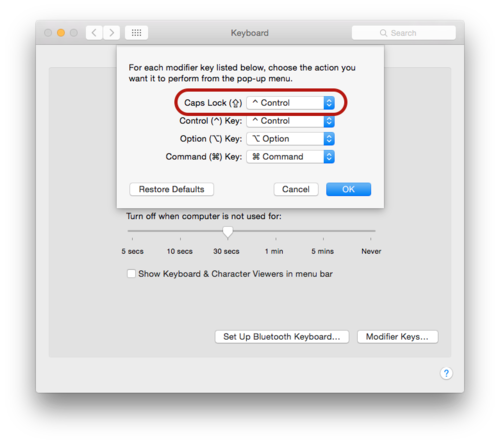 Keyboard
Search
For each modifier key listed below, choose the action you
want it to perform from the pop-up menu.
Caps Lock (⇪) ⌃ Control
Control (⌃) Key: ⌃ Control
Option (⌥) Key: ⌥ Option
Command (⌘) Key: ⌘ Command
Restore Defaults Cancel OK
Turn off when computer is not used for:
5 secs 10 secs 30 secs 1 min 5 mins Never
Show Keyboard & Character Viewers in menu bar
Set Up Bluetooth Keyboard... Modifier Keys...
?